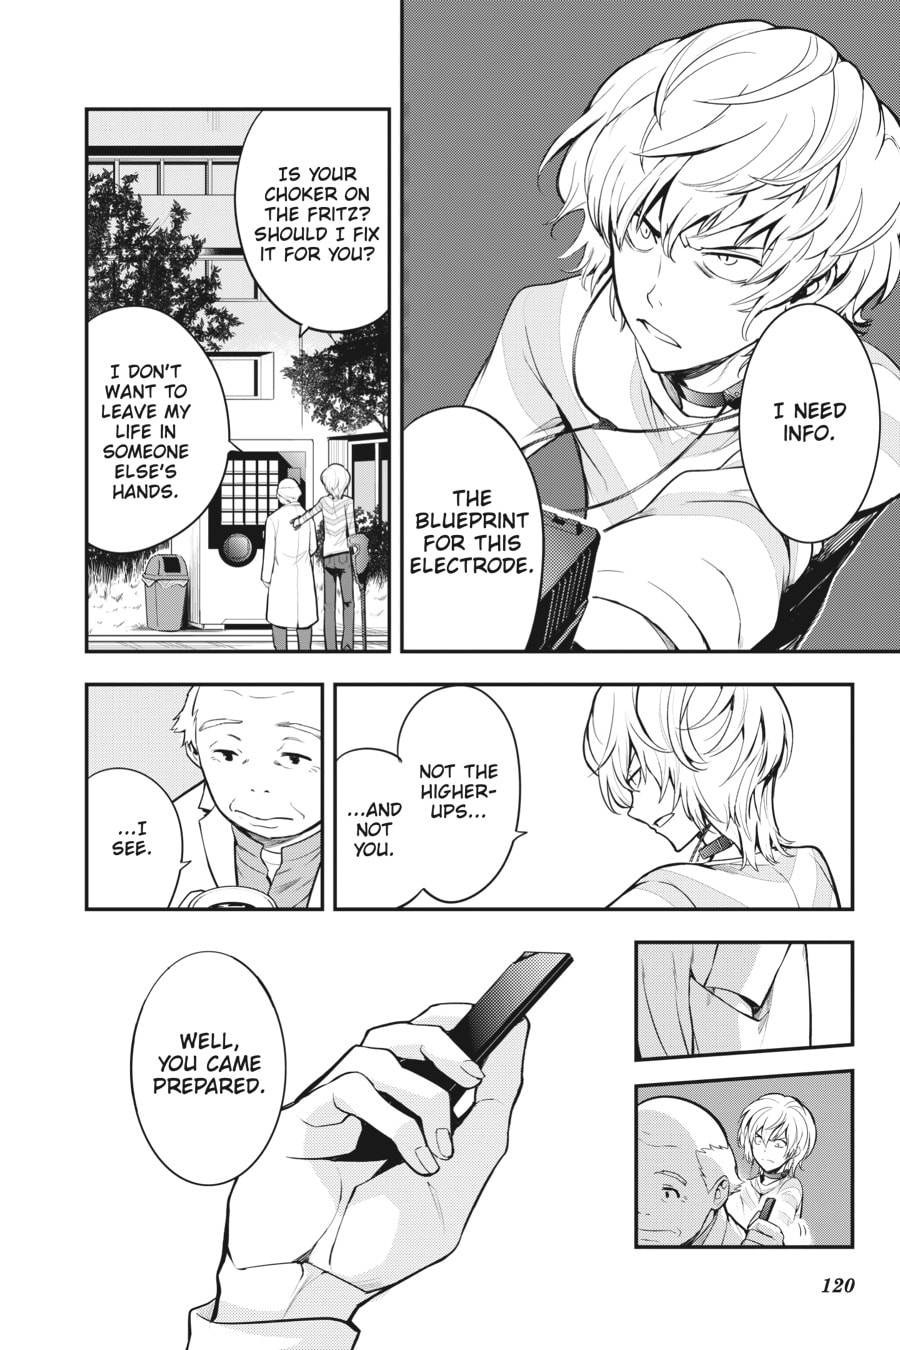 I NEED
INFO.
THE
BLUEPRINT
FOR THIS
ELECTRODE.
IS YOUR
CHOKER ON
THE FRITZ?
SHOULD I FIX
IT FOR YOU?
I DON'T
WANT TO
LEAVE MY
LIFE IN
SOMEONE
ELSE'S
HANDS.
NOT THE
HIGHER-
UPS...
...AND
NOT
YOU.
...I
SEE.
WELL,
YOU CAME
PREPARED.
120